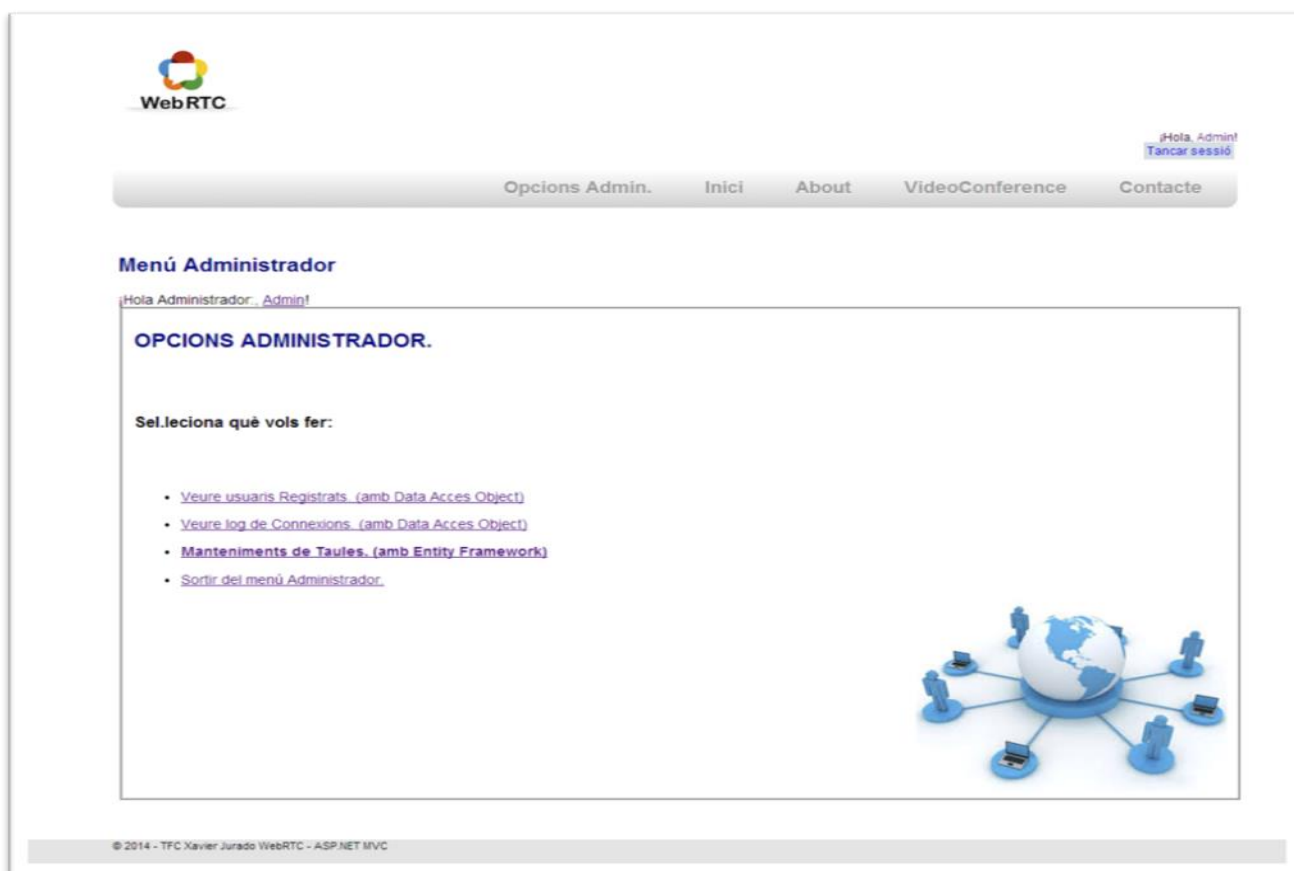 WebRTC
¡Hola, Admin!
Tancar sessió
Opcions Admin. Inici About VideoConference Contacte
Menú Administrador
¡Hola Administrador:, Admin!
OPCIONS ADMINISTRADOR.
Sel.leciona què vols fer:
• Veure usuaris Registrats. (amb Data Acces Object)
• Veure log de Connexions. (amb Data Acces Object)
• Manteniments de Taules. (amb Entity Framework)
• Sortir del menú Administrador.
© 2014 - TFC Xavier Jurado WebRTC - ASP.NET MVC